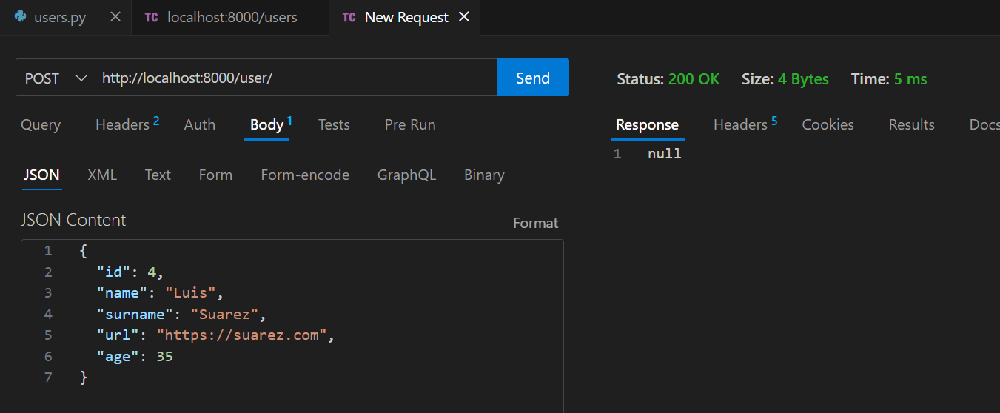 users.py TC localhost:8000/users TC New Request
POST http://localhost:8000/user/ Send
Status: 200 OK Size: 4 Bytes Time: 5 ms
Query Headers 2 Auth Body 1 Tests Pre Run
Response Headers 5 Cookies Results Docs
1 null
JSON XML Text Form Form-encode GraphQL Binary
JSON Content
Format
1 {
2 "id": 4,
3 "name": "Luis",
4 "surname": "Suarez",
5 "url": "https://suarez.com",
6 "age": 35
7 }